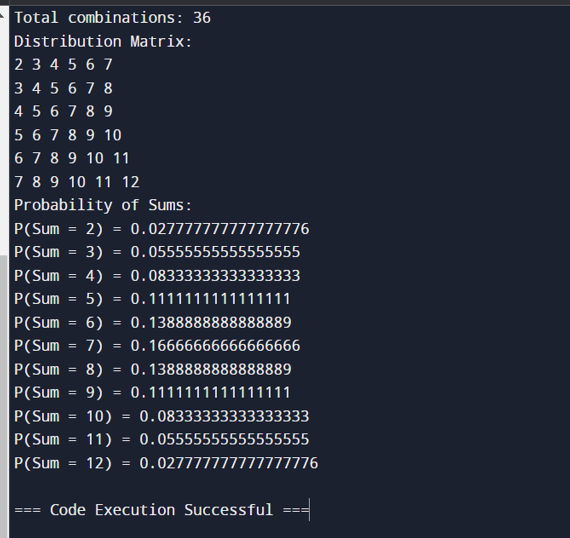 Total combinations: 36
Distribution Matrix:
2 3 4 5 6 7
3 4 5 6 7 8
4 5 6 7 8 9
5 6 7 8 9 10
6 7 8 9 10 11
7 8 9 10 11 12
Probability of Sums:
P(Sum = 2) = 0.027777777777777776
P(Sum = 3) = 0.05555555555555555
P(Sum = 4) = 0.08333333333333333
P(Sum = 5) = 0.1111111111111111
P(Sum = 6) = 0.1388888888888889
P(Sum = 7) = 0.16666666666666666
P(Sum = 8) = 0.1388888888888889
P(Sum = 9) = 0.1111111111111111
P(Sum = 10) = 0.08333333333333333
P(Sum = 11) = 0.05555555555555555
P(Sum = 12) = 0.027777777777777776
=== Code Execution Successful ===